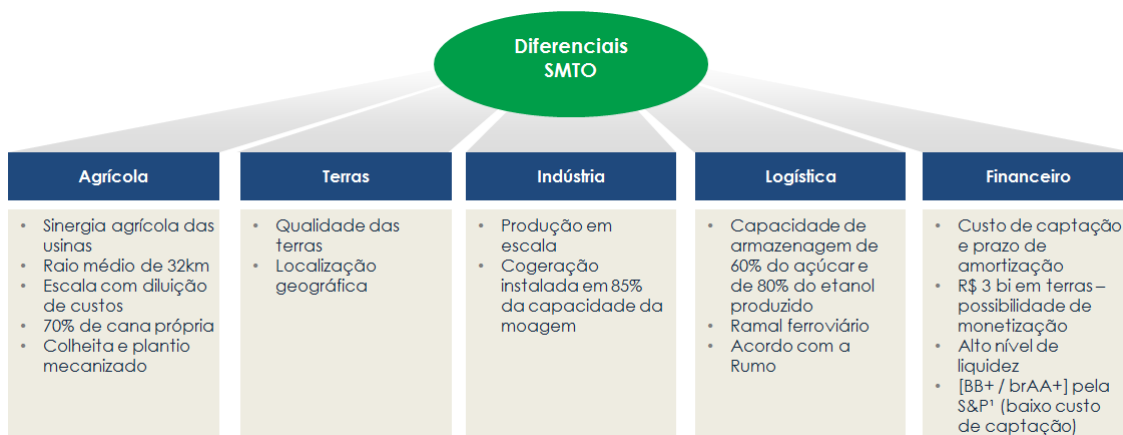 Diferenciais
SMTO
Agrícola
• Sinergia agrícola das
usinas
• Raio médio de 32km
• Escala com diluição
de custos
• 70% de cana própria
• Colheita e plantio
mecanizado
Terras
• Qualidade das
terras
• Localização
geográfica
Indústria
• Produção em
escala
• Cogeração
instalada em 85%
da capacidade da
moagem
Logística
• Capacidade de
armazenagem de
60% do açúcar e
de 80% do etanol
produzido
• Ramal ferroviário
• Acordo com a
Rumo
Financeiro
• Custo de captação
e prazo de
amortização
• R$ 3 bi em terras –
possibilidade de
monetização
• Alto nível de
liquidez
• [BB+ / brAA+] pela
S&P¹ (baixo custo
de captação)